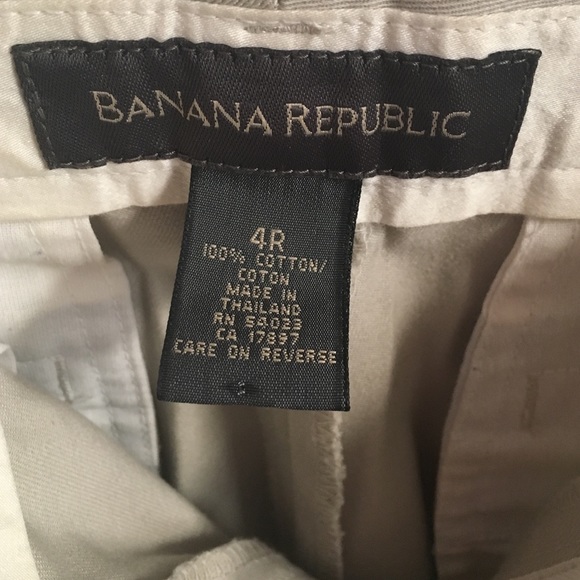 BANANA REPUBLIC
4R
100% COTTON/
COTON
MADE IN
THAILAND
RN 54023
CA 17897
CARE ON REVERSE